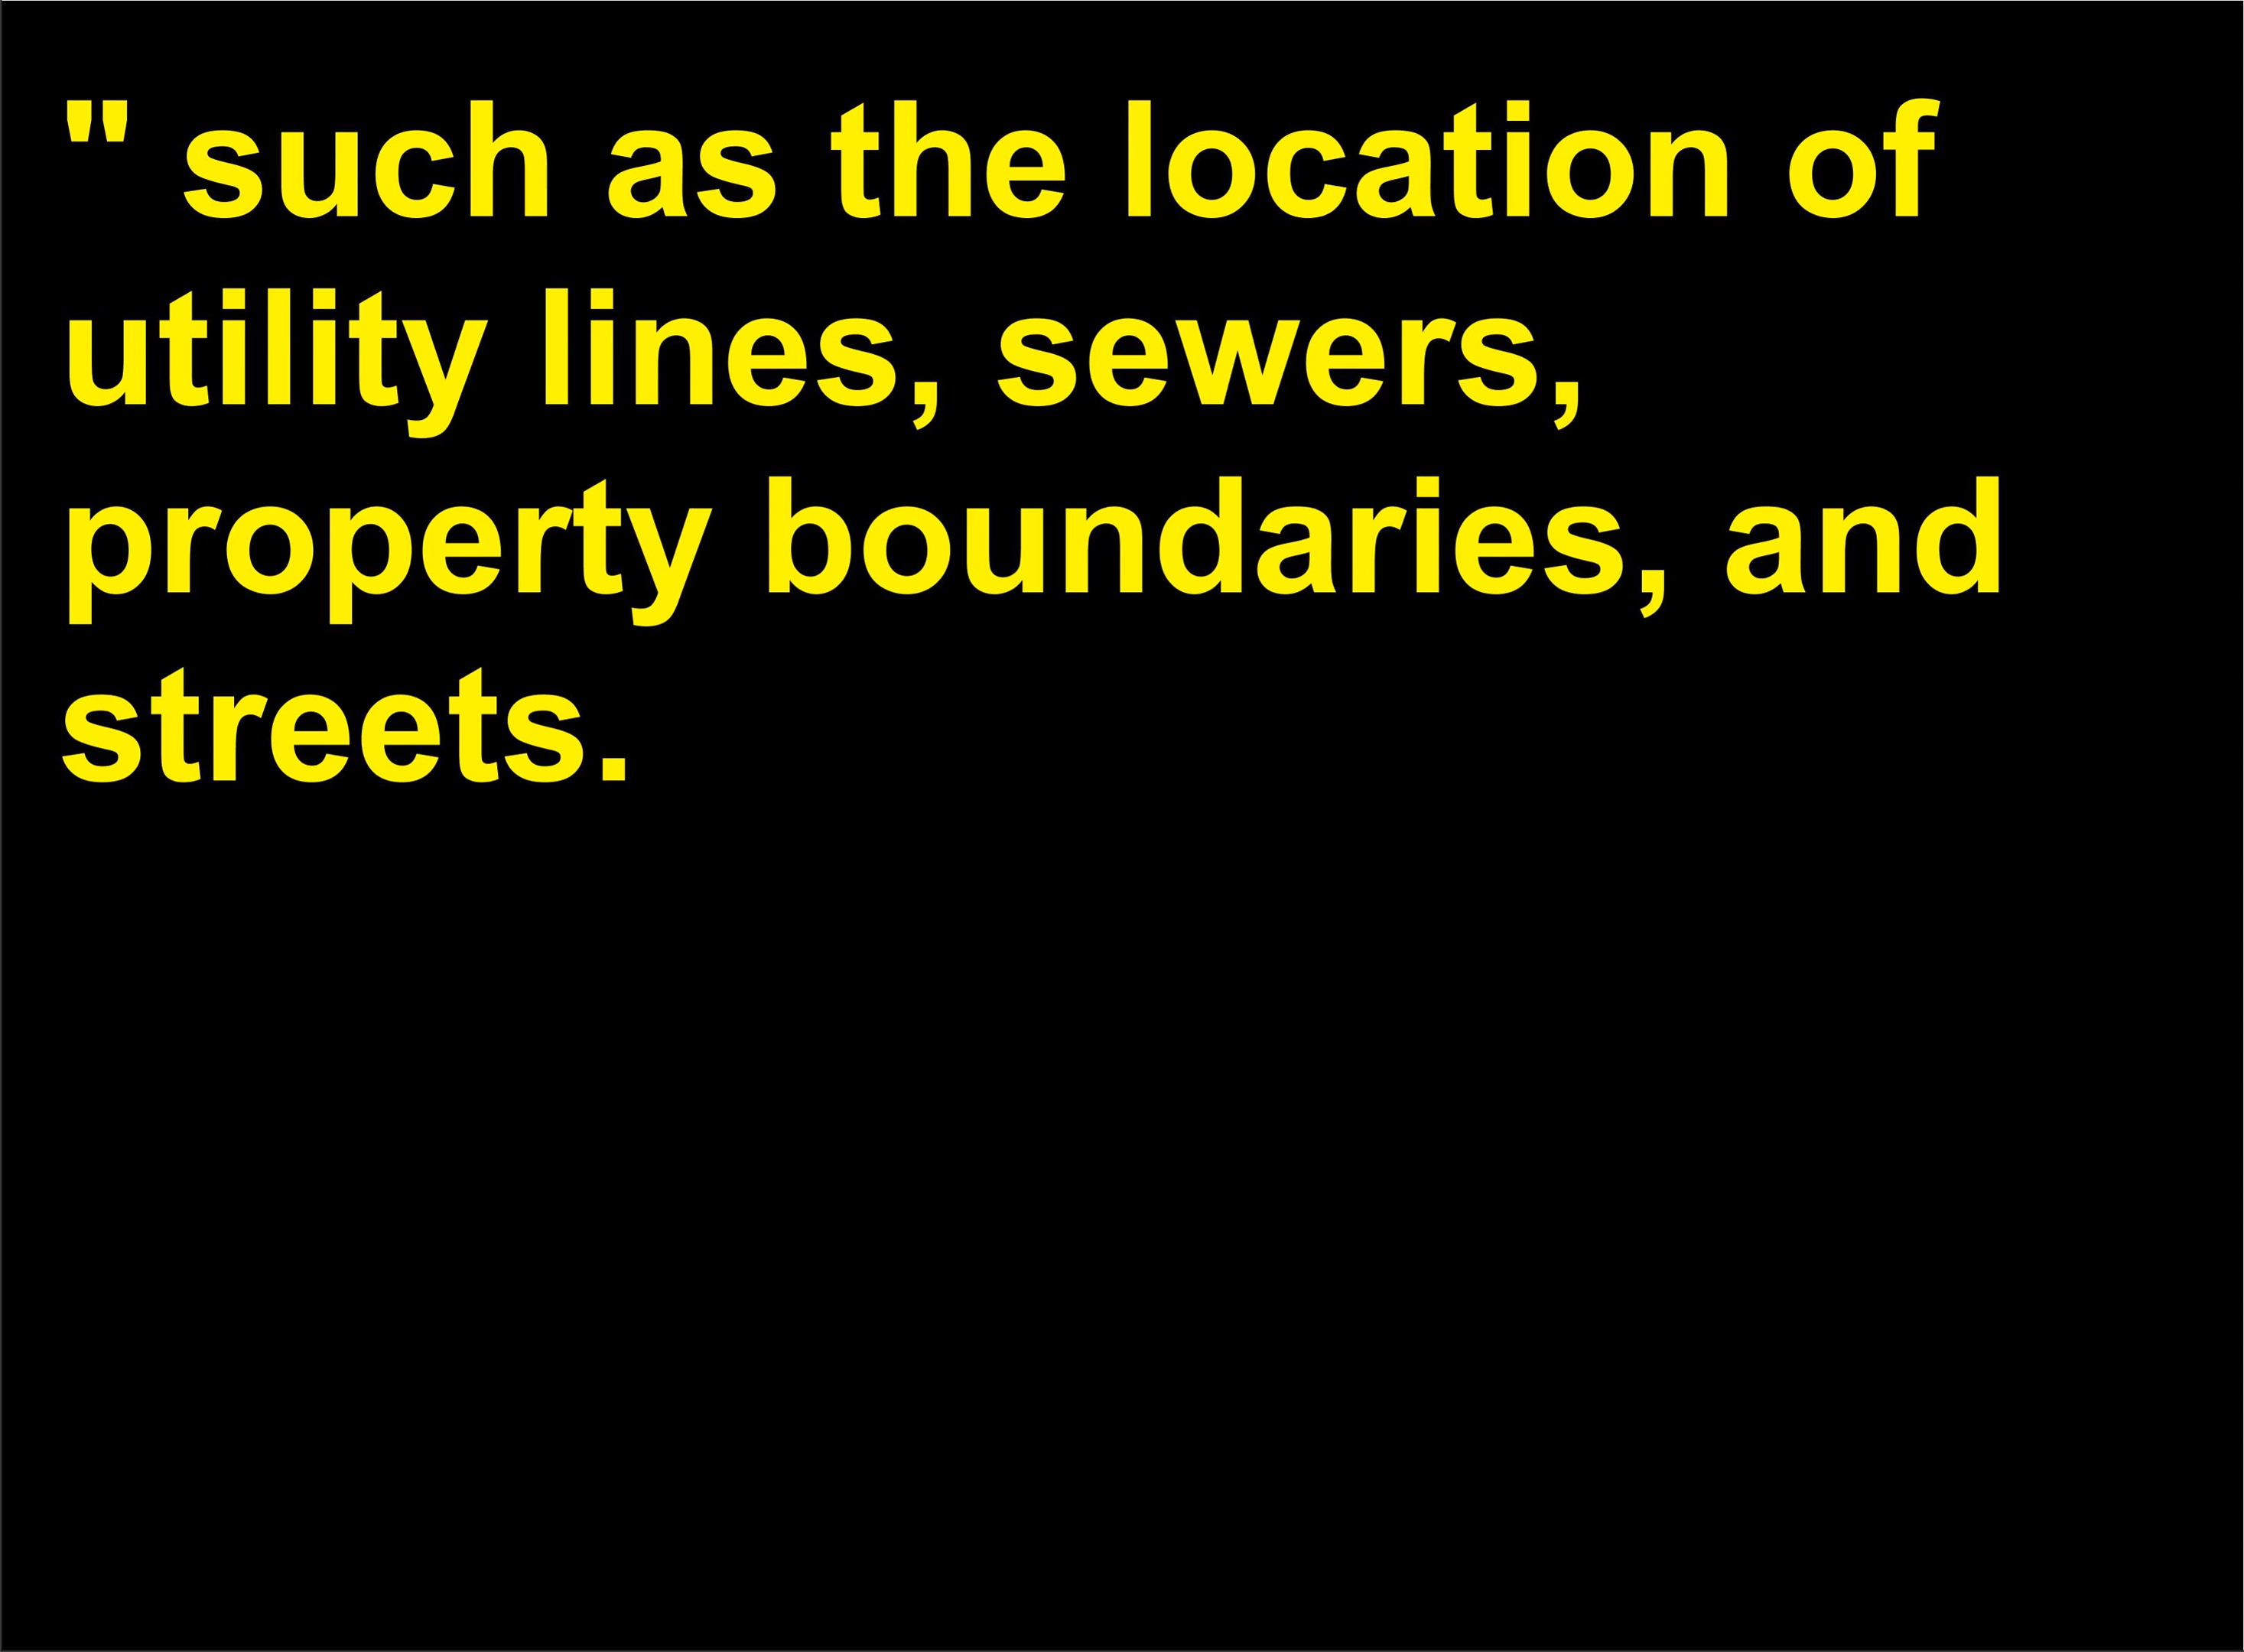 " such as the location of
utility lines, sewers,
property boundaries, and
streets.